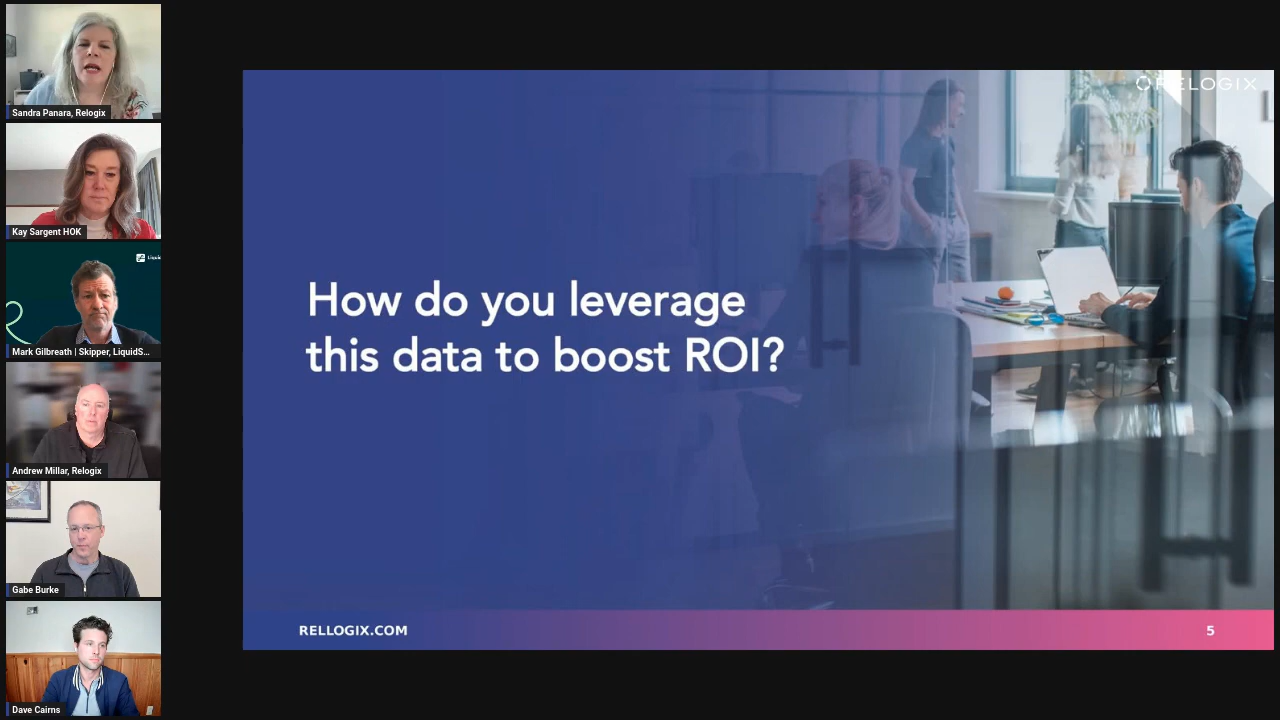 Sandra Panara, Relogix
Kay Sargent HOK
Liquid
Mark Gilbreath | Skipper, LiquidS...
Andrew Millar, Relogix
Gabe Burke
Dave Cairns
RELOGIX
How do you leverage
this data to boost ROI?
RELLOGIX.COM
5